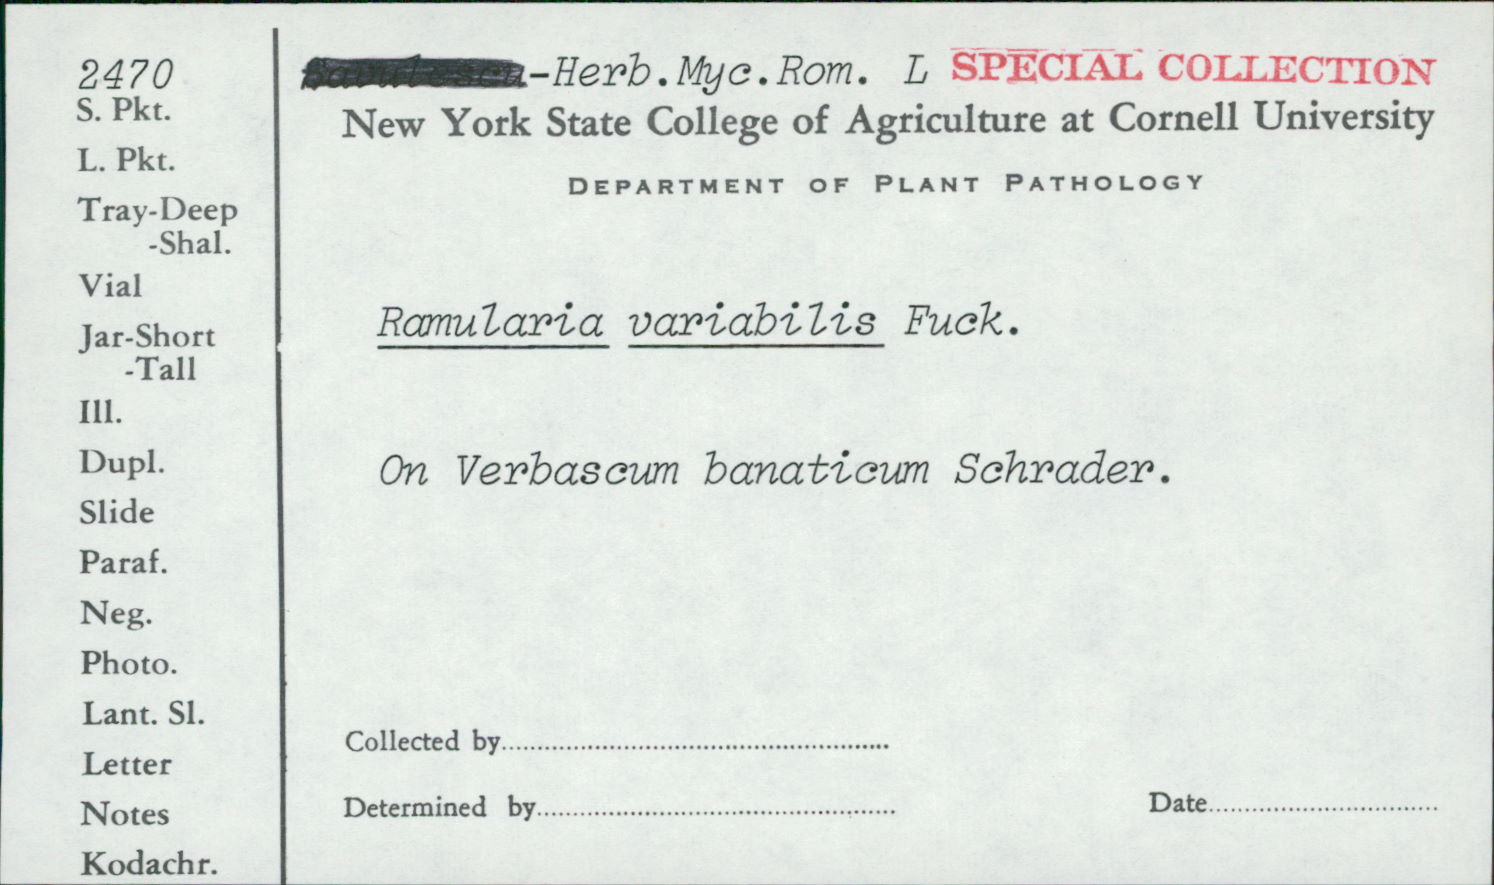 2470
S. Pkt.
L. Pkt.
Tray-Deep
-Shal.
Vial
Jar-Short
-Tall
Ill.
Dupl.
Slide
Paraf.
Neg.
Photo.
Lant. Sl.
Letter
Notes
Kodachr.
-Herb.Myc.Rom. L SPECIAL COLLECTION
New York State College of Agriculture at Cornell University
DEPARTMENT OF PLANT PATHOLOGY
Ramularia variabilis Fuck.
On Verbascum banaticum Schrader.
Collected by
Determined by
Date